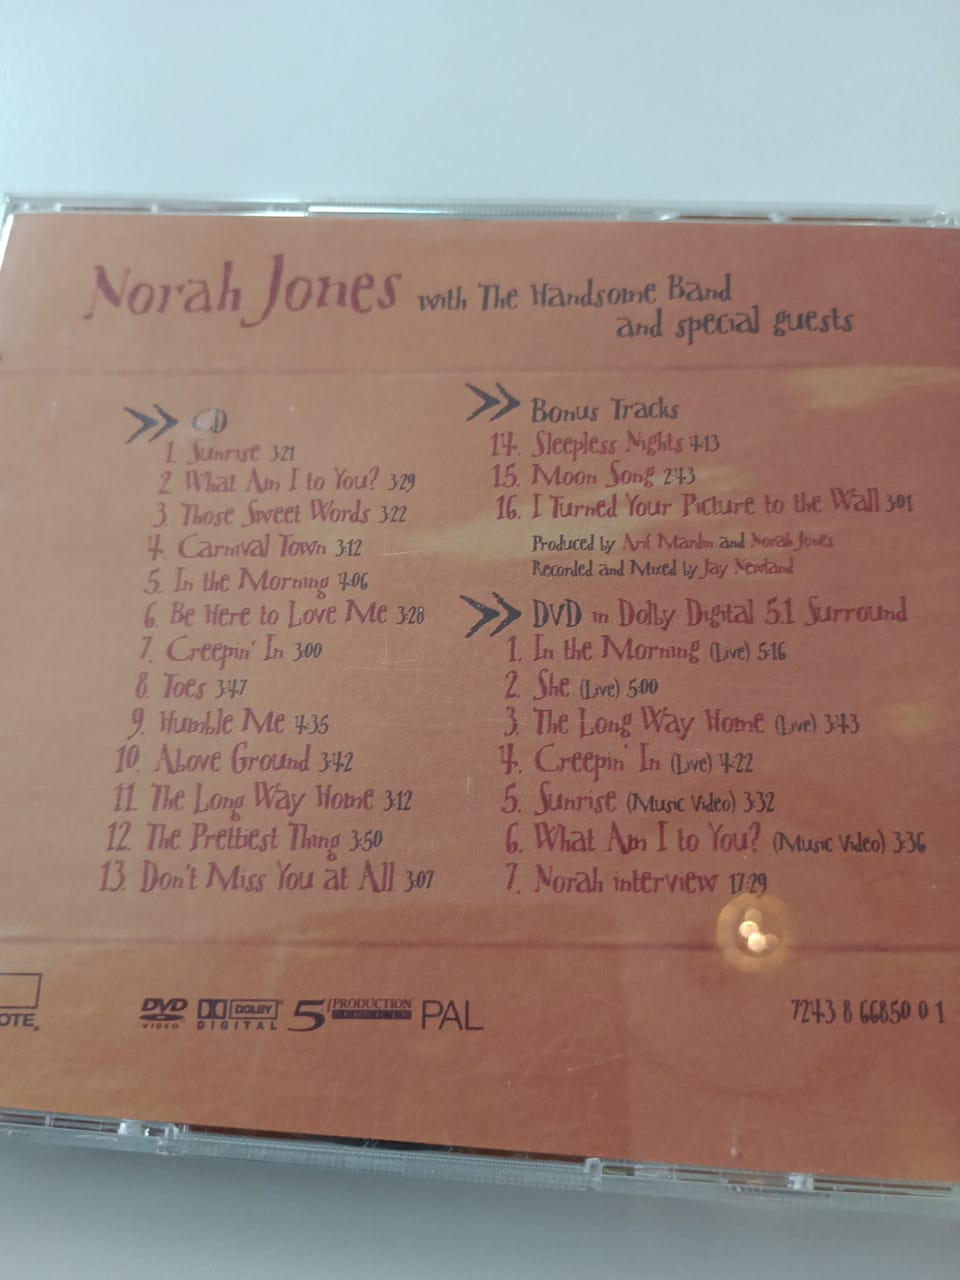 Norah Jones with The Handsome Band
and special guests
>> CD
1. Sunrise 3:21
2. What Am I to You? 3:29
3. Those Sweet Words 3:22
4. Carnival Town 3:12
5. In the Morning 4:06
6. Be Here to Love Me 3:28
7. Creepin' In 3:00
8. Toes 3:47
9. Humble Me 4:35
10. Above Ground 3:42
11. The Long Way Home 3:12
12. The Prettiest Thing 3:50
13. Don't Miss You at All 3:07
>> Bonus Tracks
14. Sleepless Nights 4:13
15. Moon Song 2:43
16. I Turned Your Picture to the Wall 3:01
Produced by Arif Mardin and Norah Jones
Recorded and Mixed by Jay Newland
>> DVD in Dolby Digital 5.1 Surround
1. In the Morning (Live) 5:16
2. She (Live) 5:00
3. The Long Way Home (Live) 3:43
4. Creepin' In (Live) 4:22
5. Sunrise (Music Video) 3:32
6. What Am I to You? (Music Video) 3:36
7. Norah interview 17:29
OTE®
DVD VIDEO
DOLBY DIGITAL
5.1 PRODUCTION SERVICES
PAL
7243 8 66850 0 1